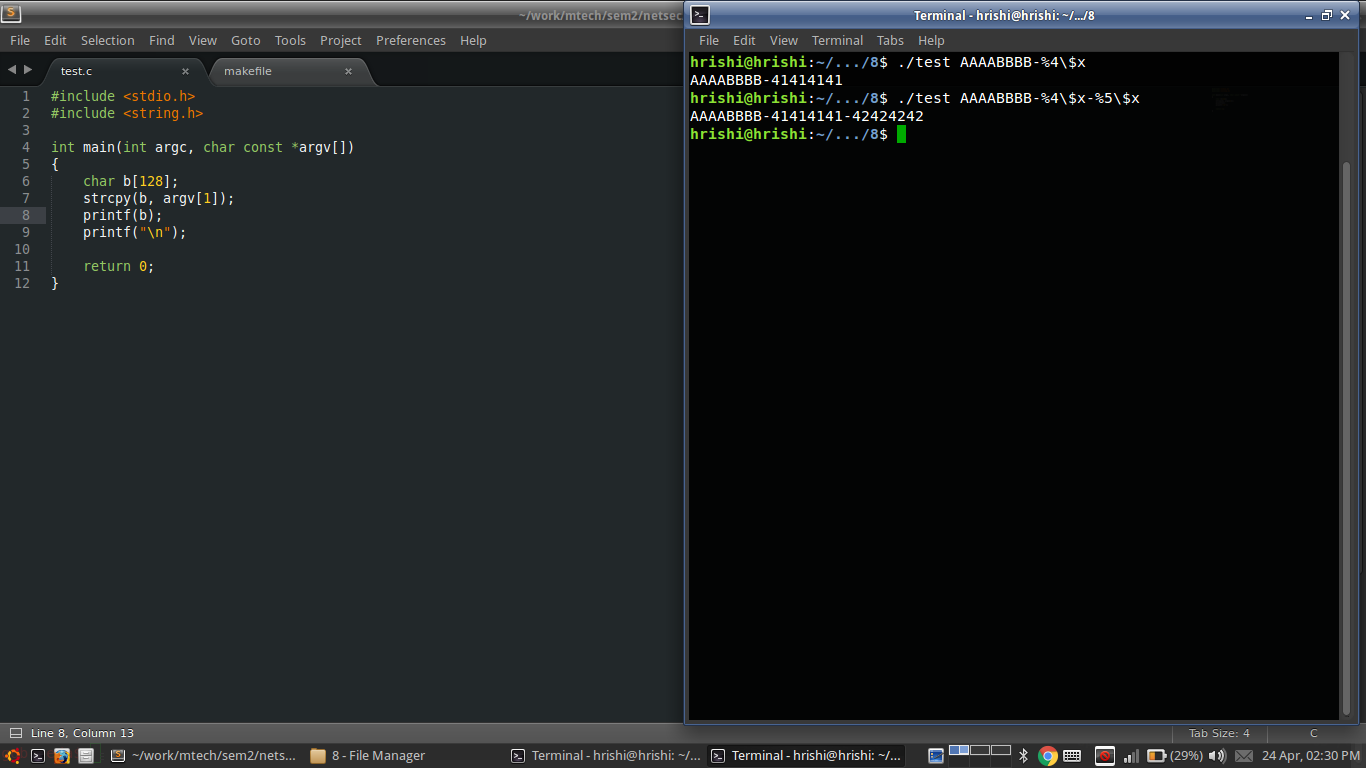 ~/work/mtech/sem2/netsec
File Edit Selection Find View Goto Tools Project Preferences Help
test.c × makefile ×
1 #include <stdio.h>
2 #include <string.h>
3
4 int main(int argc, char const *argv[])
5 {
6     char b[128];
7     strcpy(b, argv[1]);
8     printf(b);
9     printf("\n");
10
11     return 0;
12 }
Terminal - hrishi@hrishi: ~/.../8
File Edit View Terminal Tabs Help
hrishi@hrishi:~/.../8$ ./test AAAABBBB-%4\$x
AAAABBBB-41414141
hrishi@hrishi:~/.../8$ ./test AAAABBBB-%4\$x-%5\$x
AAAABBBB-41414141-42424242
hrishi@hrishi:~/.../8$
Line 8, Column 13 Tab Size: 4 C
~/work/mtech/sem2/nets... 8 - File Manager Terminal - hrishi@hrishi: ~/... Terminal - hrishi@hrishi: ~/... (29%) 24 Apr, 02:30 PM